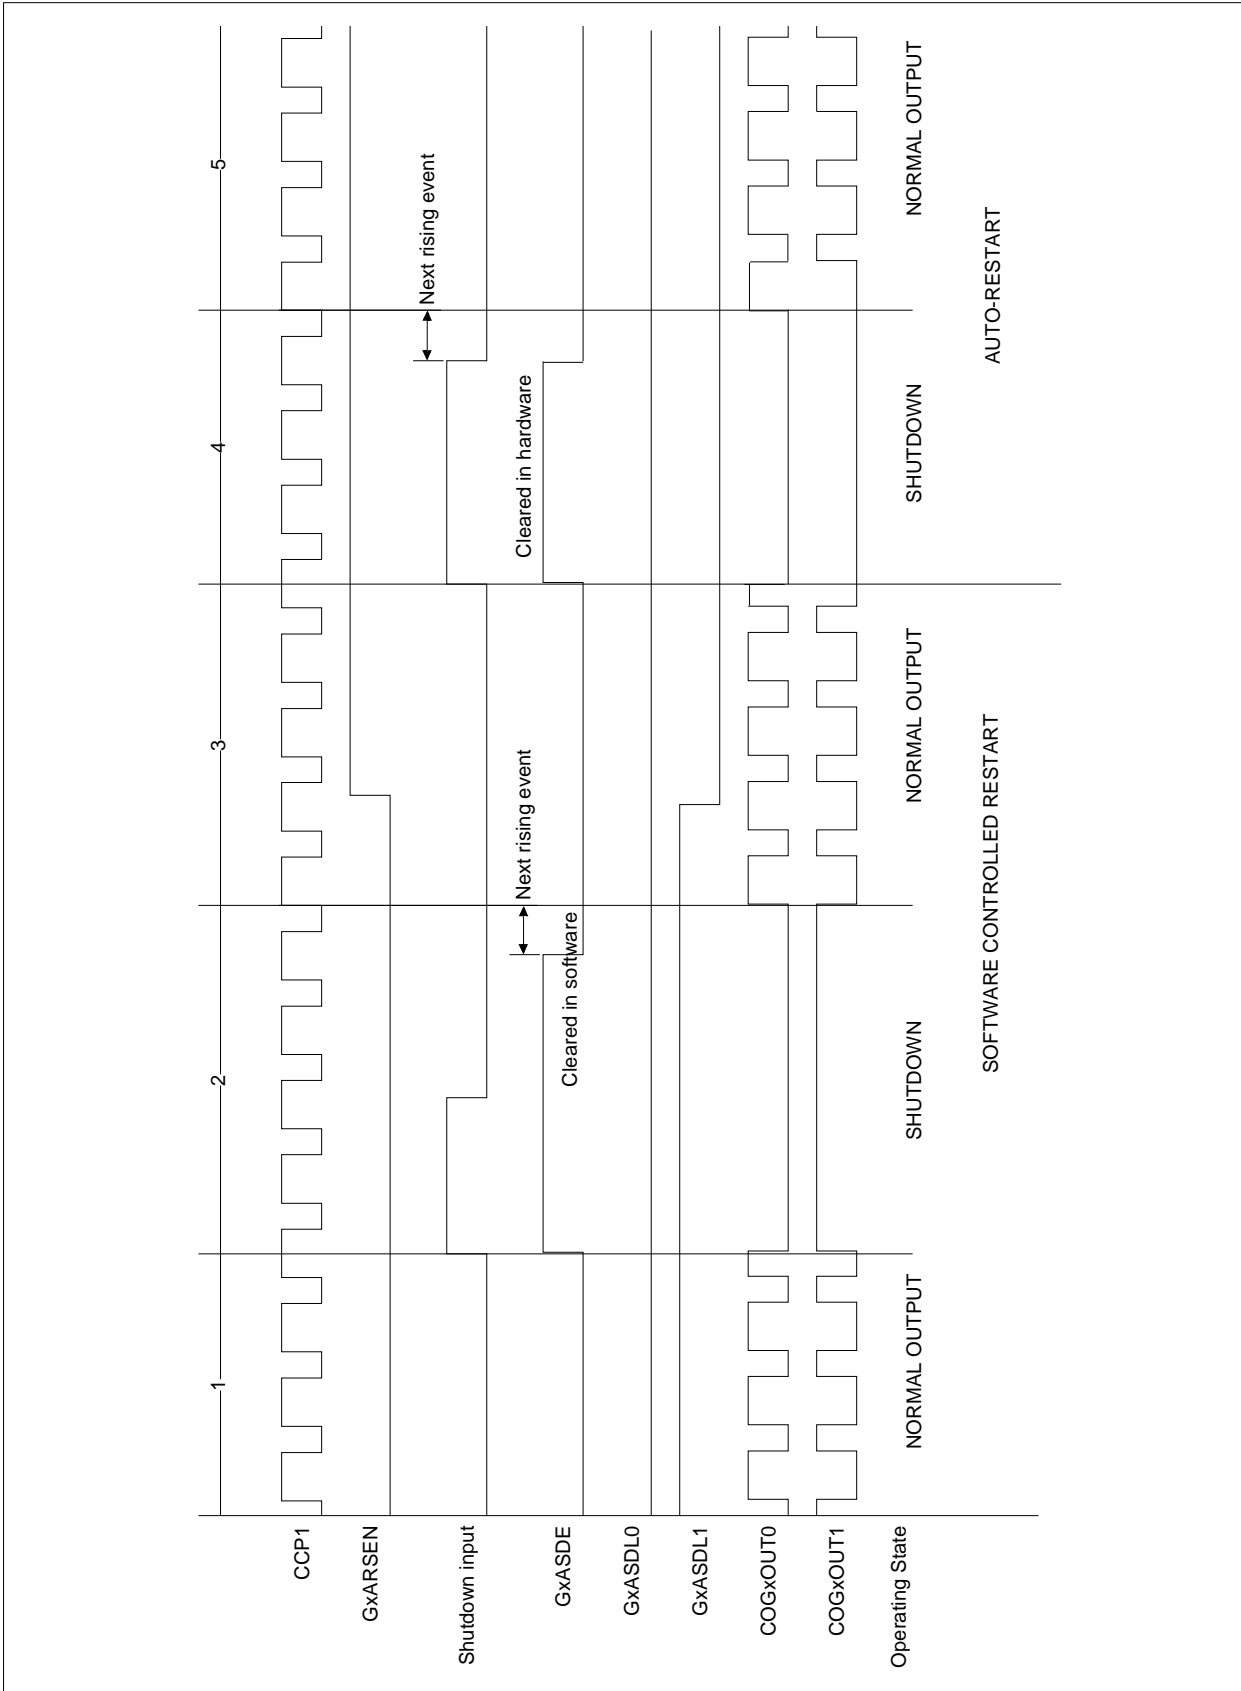 1
2
3
4
5
CCP1
GxARSEN
Next rising event
Shutdown input
Next rising event
Cleared in hardware
Cleared in software
GxASDE
GxASDL0
GxASDL1
COGxOUT0
COGxOUT1
Operating State
NORMAL OUTPUT
SHUTDOWN
NORMAL OUTPUT
SHUTDOWN
NORMAL OUTPUT
SOFTWARE CONTROLLED RESTART
AUTO-RESTART